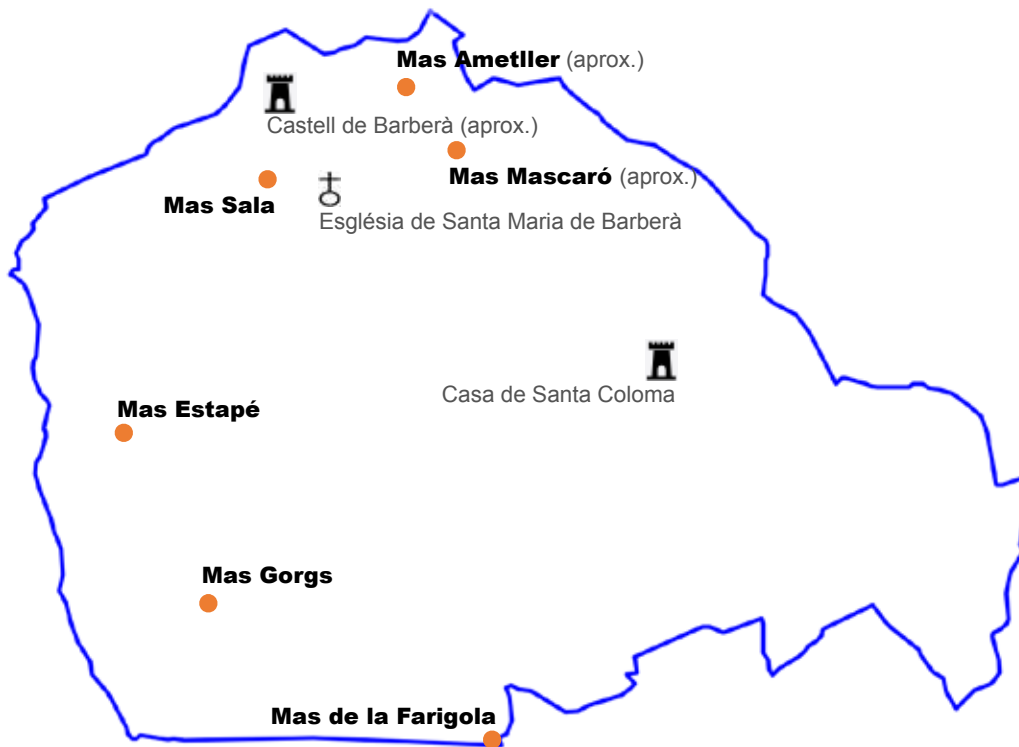 Mas Ametller (aprox.)
Castell de Barberà (aprox.)
Mas Mascaró (aprox.)
Mas Sala
Església de Santa Maria de Barberà
Casa de Santa Coloma
Mas Estapé
Mas Gorgs
Mas de la Farigola